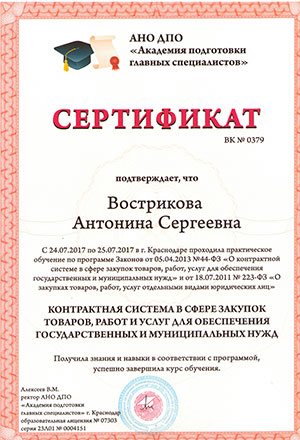 АНО ДПО
«Академия подготовки
главных специалистов»
СЕРТИФИКАТ
ВК № 0379
подтверждает, что
Вострикова
Антонина Сергеевна
С 24.07.2017 по 25.07.2017 в г. Краснодаре проходила практическое
обучение по программе Законов от 05.04.2013 №44-ФЗ «О контрактной
системе в сфере закупок товаров, работ, услуг для обеспечения
государственных и муниципальных нужд» и от 18.07.2011 № 223-ФЗ «О
закупках товаров, работ, услуг отдельными видами юридических лиц»
КОНТРАКТНАЯ СИСТЕМА В СФЕРЕ ЗАКУПОК
ТОВАРОВ, РАБОТ И УСЛУГ ДЛЯ ОБЕСПЕЧЕНИЯ
ГОСУДАРСТВЕННЫХ И МУНИЦИПАЛЬНЫХ НУЖД
Получила знания и навыки в соответствии с программой,
успешно завершила курс обучения.
Алексеев В.М.
ректор АНО ДПО
«Академия подготовки
главных специалистов» г. Краснодар
образовательная лицензия № 07303
серия 23Л01 № 0004151